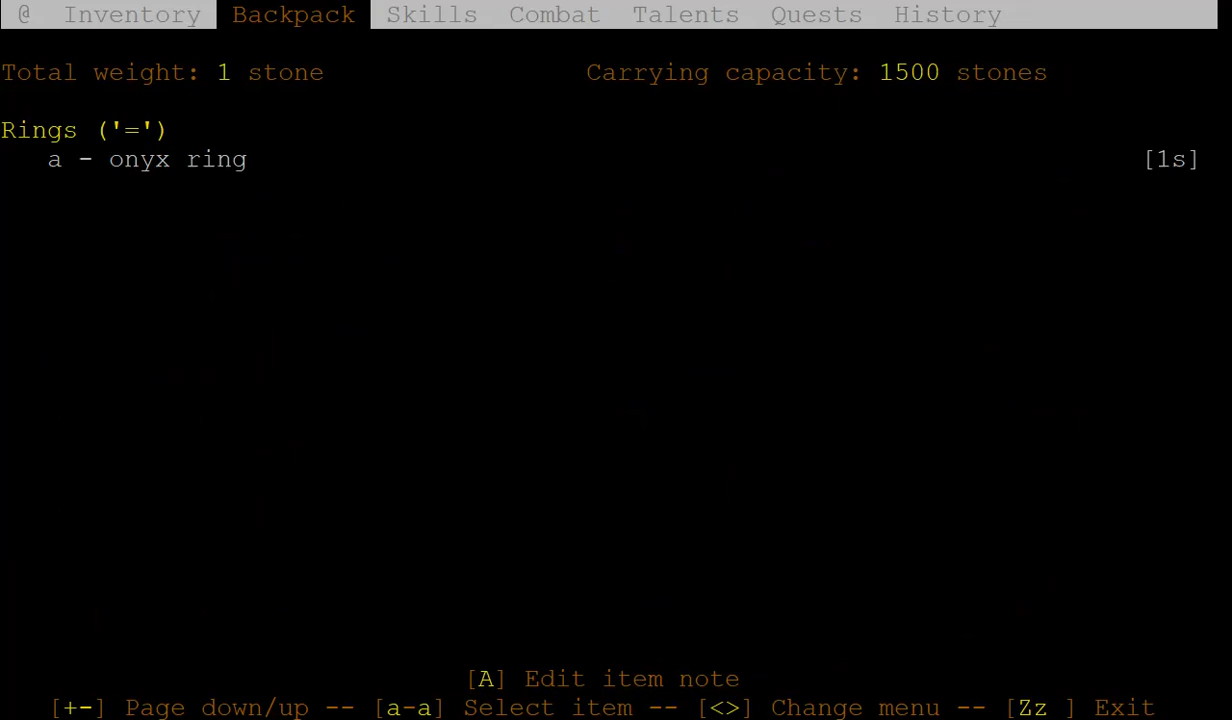 @ Inventory Backpack Skills Combat Talents Quests History
Total weight: 1 stone Carrying capacity: 1500 stones
Rings ('=')
a - onyx ring [1s]
[A] Edit item note
[+-] Page down/up -- [a-a] Select item -- [<>] Change menu -- [Zz ] Exit